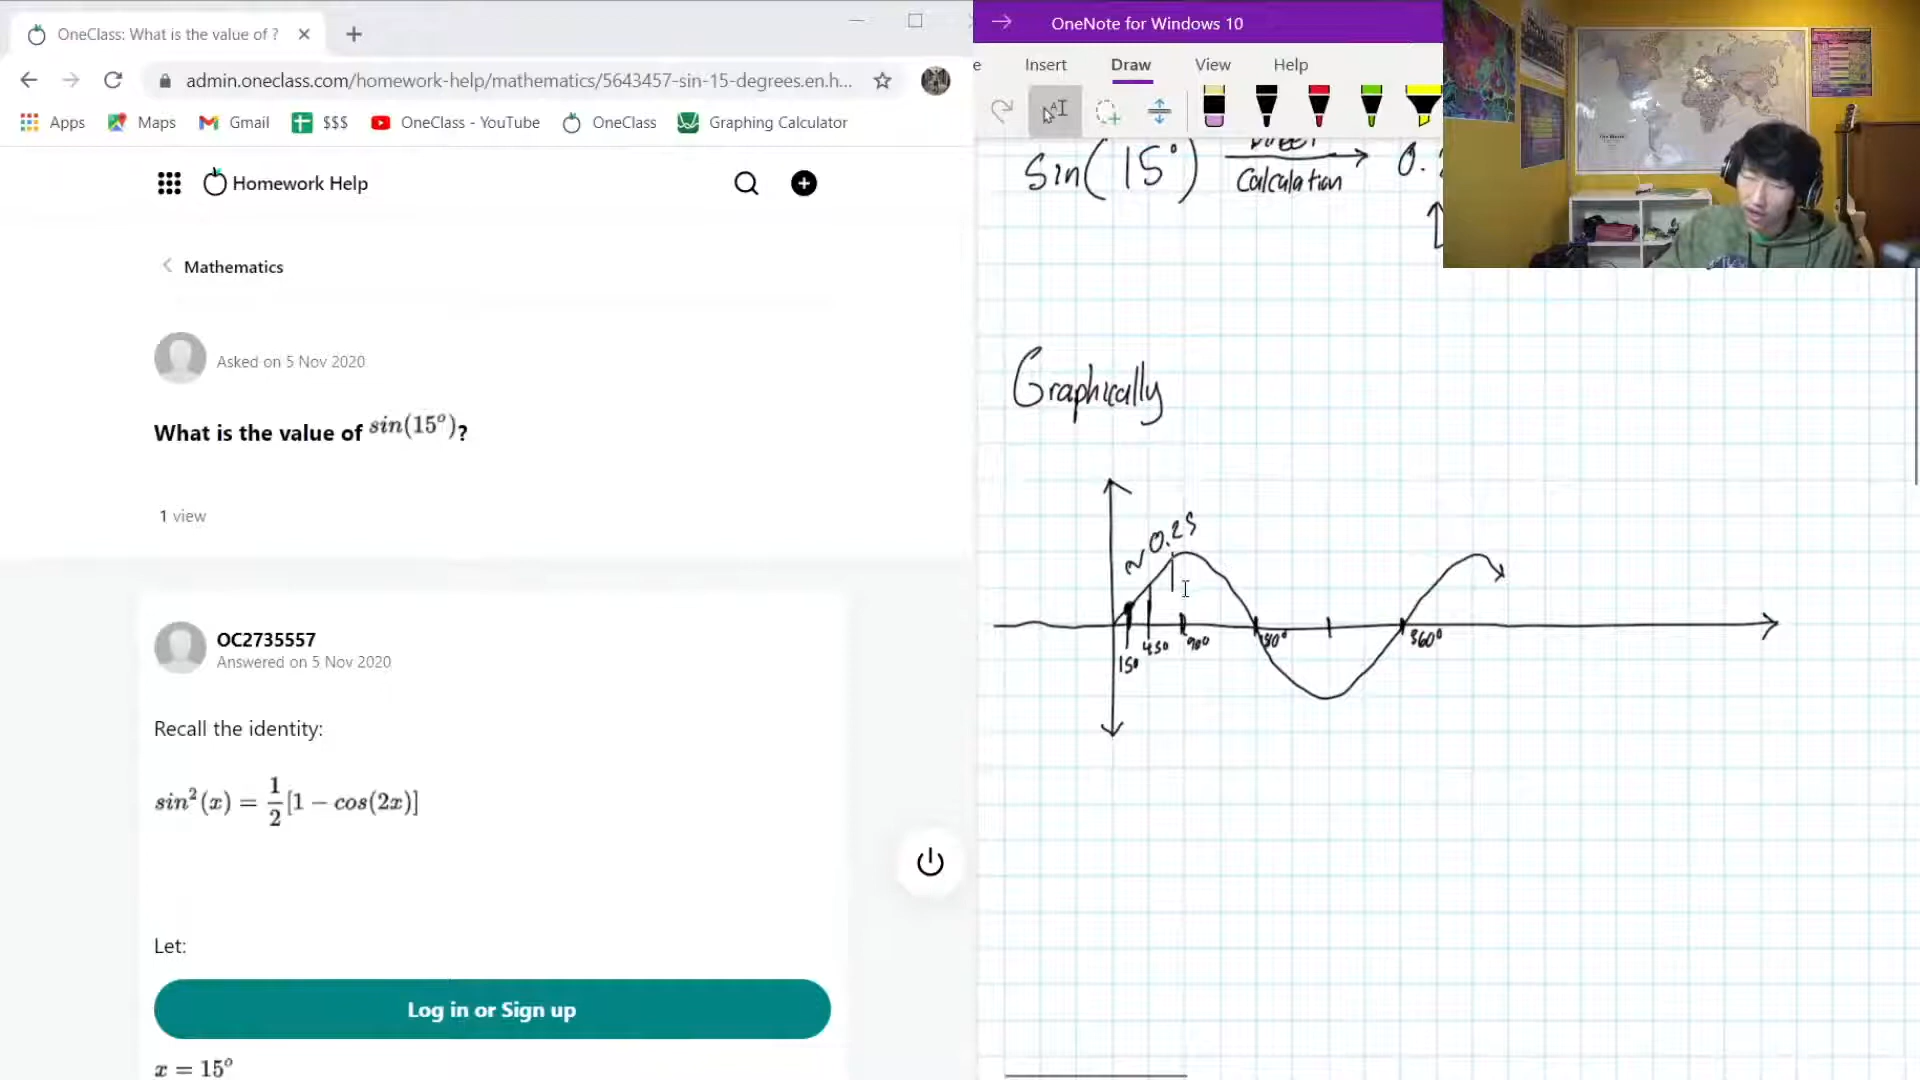 OneClass: What is the value of ?
admin.oneclass.com/homework-help/mathematics/5643457-sin-15-degrees.en.h...
Apps
Maps
Gmail
$$$
OneClass - YouTube
OneClass
Graphing Calculator
Homework Help
Mathematics
Asked on 5 Nov 2020
What is the value of sin(15°)?
1 view
OC2735557
Answered on 5 Nov 2020
Recall the identity:
sin²(x) = 1/2[1 − cos(2x)]
Let:
Log in or Sign up
x = 15°
OneNote for Windows 10
Insert
Draw
View
Help
sin(15°)
Calculation
0.
Graphically
~0.25
15°
45°
90°
180°
360°